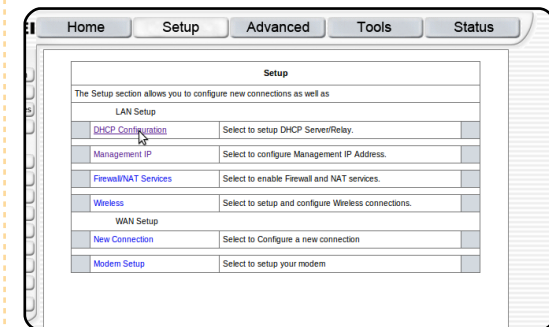 Home Setup Advanced Tools Status
Setup
The Setup section allows you to configure new connections as well as
LAN Setup
DHCP Configuration Select to setup DHCP Server/Relay.
Management IP Select to configure Management IP Address.
Firewall/NAT Services Select to enable Firewall and NAT services.
Wireless Select to setup and configure Wireless connections.
WAN Setup
New Connection Select to Configure a new connection
Modem Setup Select to setup your modem